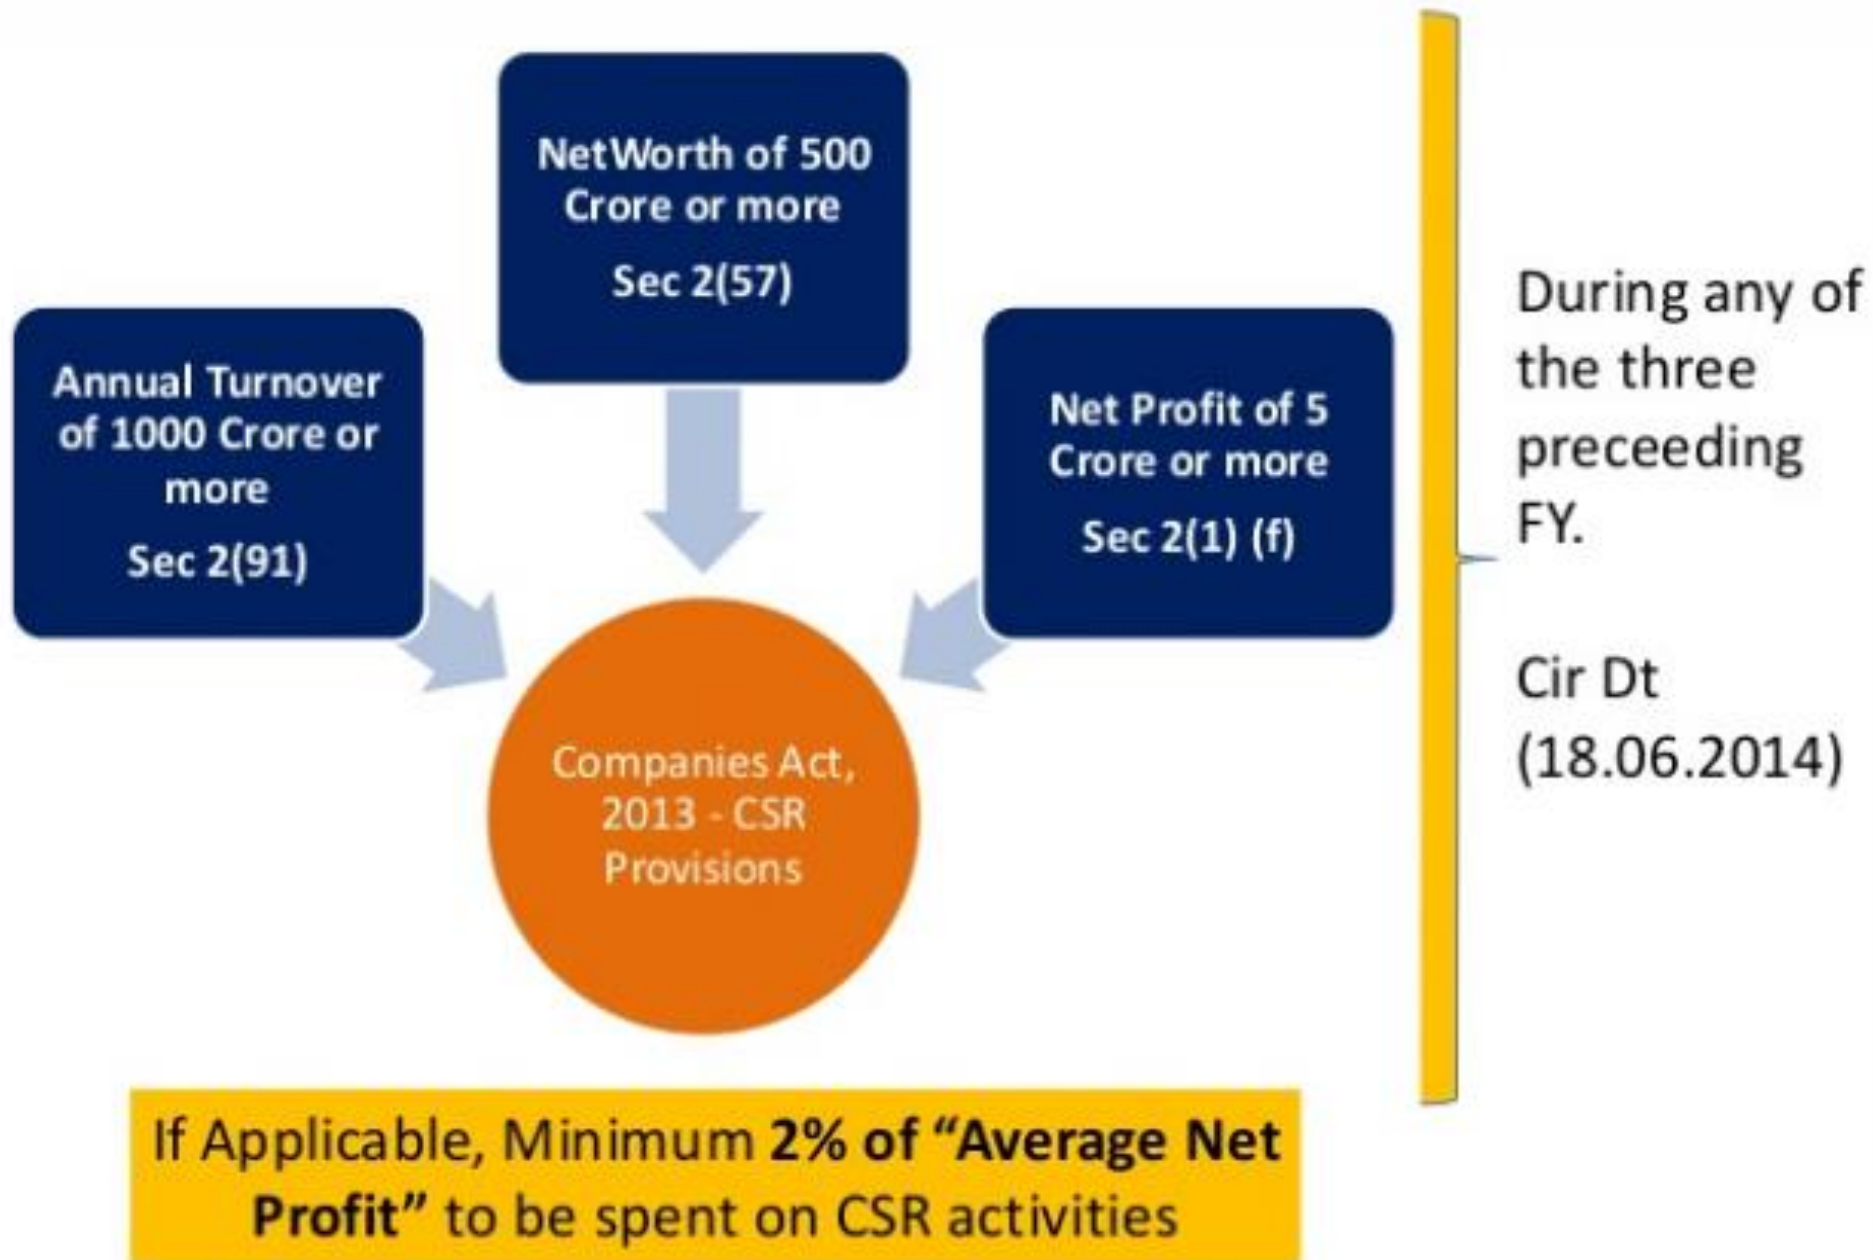 NetWorth of 500
Crore or more
Sec 2(57)
Annual Turnover
of 1000 Crore or
more
Sec 2(91)
Net Profit of 5
Crore or more
Sec 2(1) (f)
Companies Act,
2013 - CSR
Provisions
During any of
the three
preceeding
FY.
Cir Dt
(18.06.2014)
If Applicable, Minimum 2% of “Average Net
Profit” to be spent on CSR activities